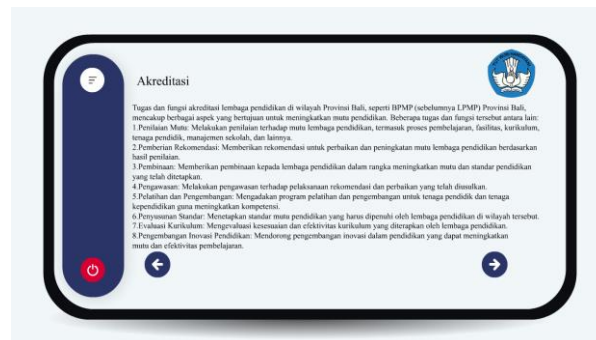 Akreditasi
Tugas dan fungsi akreditasi lembaga pendidikan di wilayah Provinsi Bali, seperti BPMP (sebelumnya LPMP) Provinsi Bali,
mencakup berbagai aspek yang bertujuan untuk meningkatkan mutu pendidikan. Beberapa tugas dan fungsi tersebut antara lain:
1.Penilaian Mutu: Melakukan penilaian terhadap mutu lembaga pendidikan, termasuk proses pembelajaran, fasilitas, kurikulum,
tenaga pendidik, manajemen sekolah, dan lainnya.
2.Pemberian Rekomendasi: Memberikan rekomendasi untuk perbaikan dan peningkatan mutu lembaga pendidikan berdasarkan
hasil penilaian.
3.Pembinaan: Memberikan pembinaan kepada lembaga pendidikan dalam rangka meningkatkan mutu dan standar pendidikan
yang telah ditetapkan.
4.Pengawasan: Melakukan pengawasan terhadap pelaksanaan rekomendasi dan perbaikan yang telah diusulkan.
5.Pelatihan dan Pengembangan: Mengadakan program pelatihan dan pengembangan untuk tenaga pendidik dan tenaga
kependidikan guna meningkatkan kompetensi.
6.Penyusunan Standar: Menetapkan standar mutu pendidikan yang harus dipenuhi oleh lembaga pendidikan di wilayah tersebut.
7.Evaluasi Kurikulum: Mengevaluasi kesesuaian dan efektivitas kurikulum yang diterapkan oleh lembaga pendidikan.
8.Pengembangan Inovasi Pendidikan: Mendorong pengembangan inovasi dalam pendidikan yang dapat meningkatkan
mutu dan efektivitas pembelajaran.